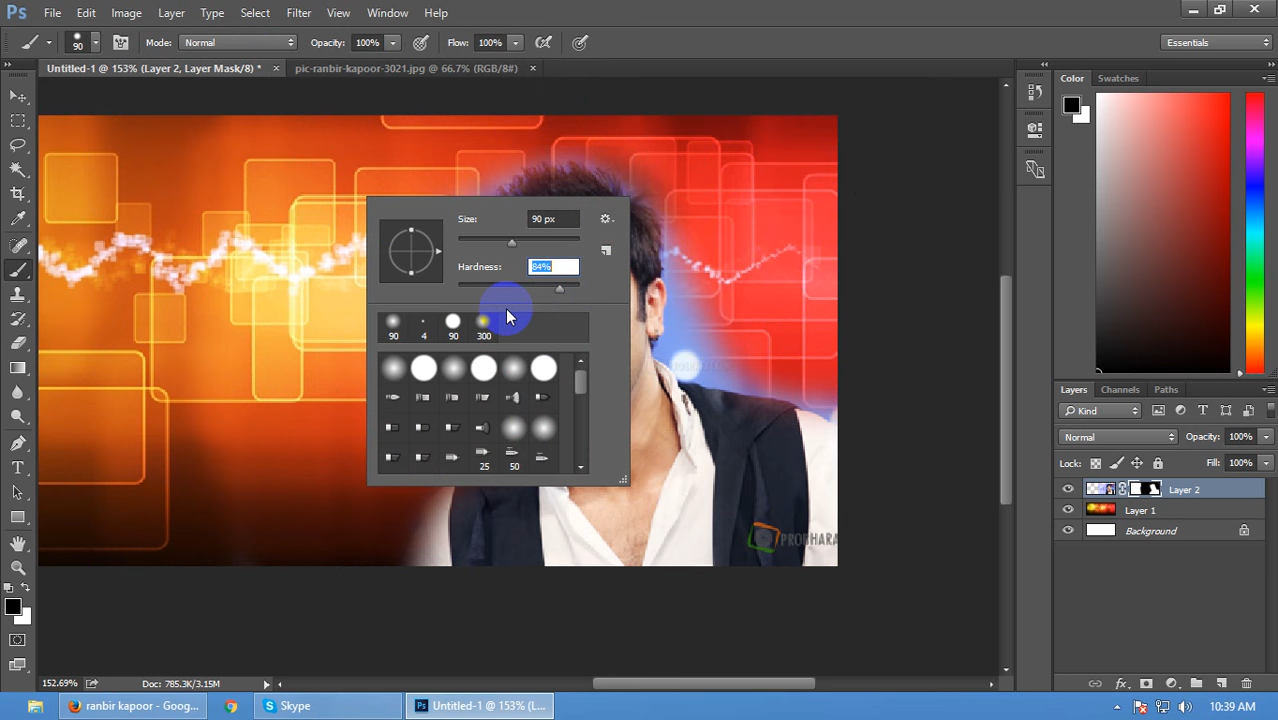 Ps File Edit Image Layer Type Select Filter View Window Help
90 Mode: Normal Opacity: 100% Flow: 100% Essentials
Untitled-1 @ 153% (Layer 2, Layer Mask/8) * × pic-ranbir-kapoor-3021.jpg @ 66.7% (RGB/8#) ×
Color Swatches
Size: 90 px
Hardness: 84%
90 4 90 300
25 50
Layers Channels Paths
Kind
Normal Opacity: 100%
Lock: Fill: 100%
Layer 2
Layer 1
Background
152.69% Doc: 785.3K/3.15M
ranbir kapoor - Goog... Skype Untitled-1 @ 153% (L... 10:39 AM